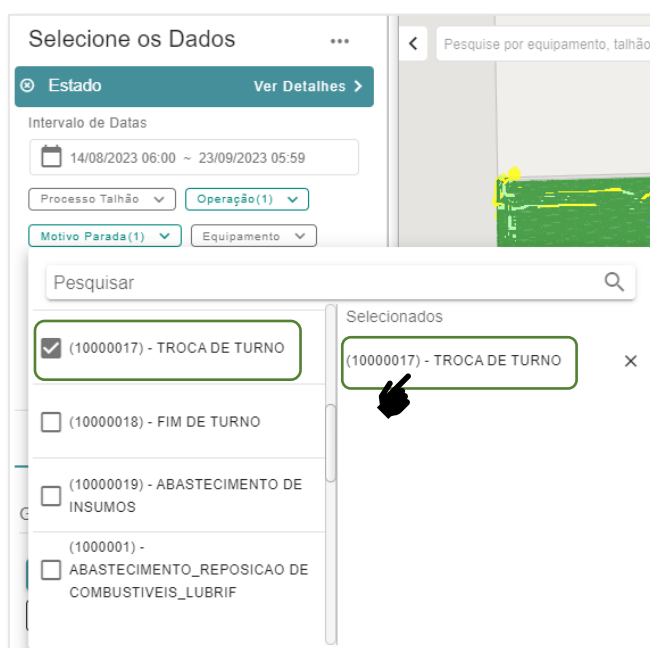 Selecione os Dados
Estado
Ver Detalhes
Intervalo de Datas
14/08/2023 06:00 ~ 23/09/2023 05:59
Processo Talhão
Operação(1)
Motivo Parada(1)
Equipamento
Pesquise por equipamento, talhão
Pesquisar
(10000017) - TROCA DE TURNO
(10000018) - FIM DE TURNO
(10000019) - ABASTECIMENTO DE
INSUMOS
(1000001) -
ABASTECIMENTO_REPOSICAO DE
COMBUSTIVEIS_LUBRIF
Selecionados
(10000017) - TROCA DE TURNO